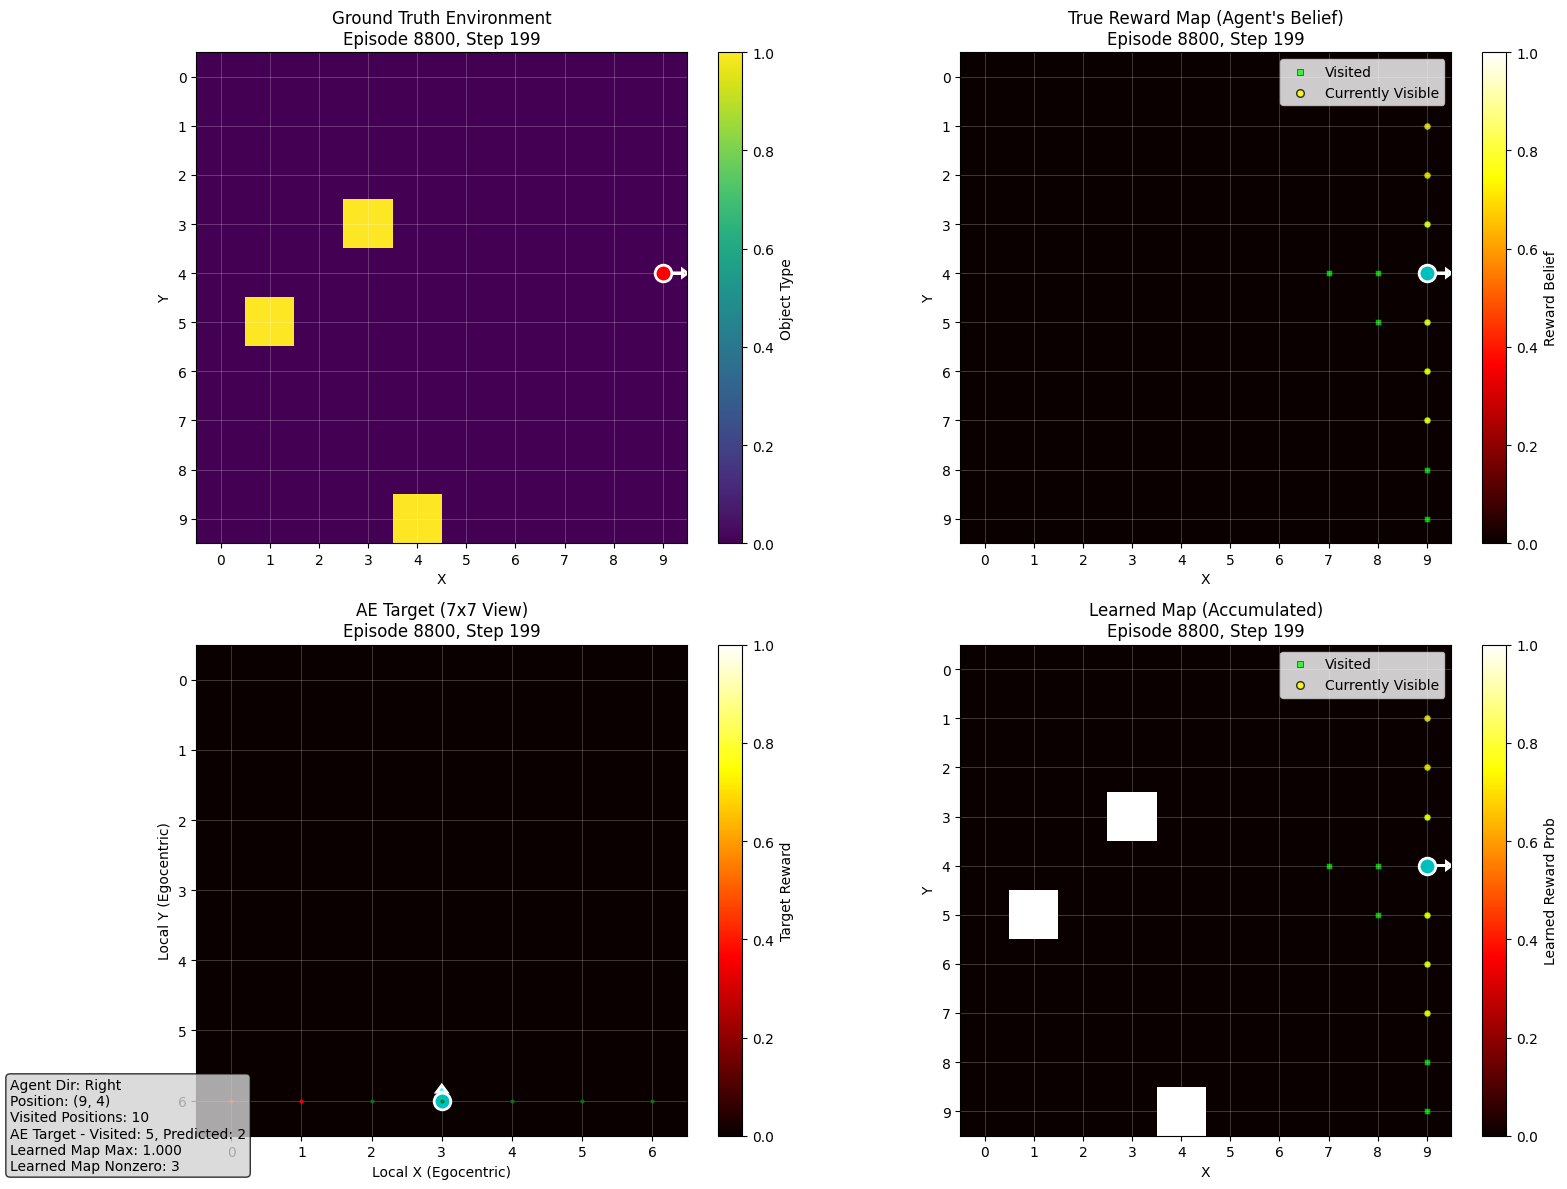 Ground Truth Environment
Episode 8800, Step 199
0
1
2
3
4
5
6
7
8
9
Y
0 1 2 3 4 5 6 7 8 9
X
1.0
0.8
0.6
0.4
0.2
0.0
Object Type
True Reward Map (Agent's Belief)
Episode 8800, Step 199
Visited
Currently Visible
0
1
2
3
4
5
6
7
8
9
Y
0 1 2 3 4 5 6 7 8 9
X
1.0
0.8
0.6
0.4
0.2
0.0
Reward Belief
AE Target (7x7 View)
Episode 8800, Step 199
0
1
2
3
4
5
6
Local Y (Egocentric)
0 1 2 3 4 5 6
Local X (Egocentric)
1.0
0.8
0.6
0.4
0.2
0.0
Target Reward
Agent Dir: Right
Position: (9, 4)
Visited Positions: 10
AE Target - Visited: 5, Predicted: 2
Learned Map Max: 1.000
Learned Map Nonzero: 3
Learned Map (Accumulated)
Episode 8800, Step 199
Visited
Currently Visible
0
1
2
3
4
5
6
7
8
9
Y
0 1 2 3 4 5 6 7 8 9
X
1.0
0.8
0.6
0.4
0.2
0.0
Learned Reward Prob